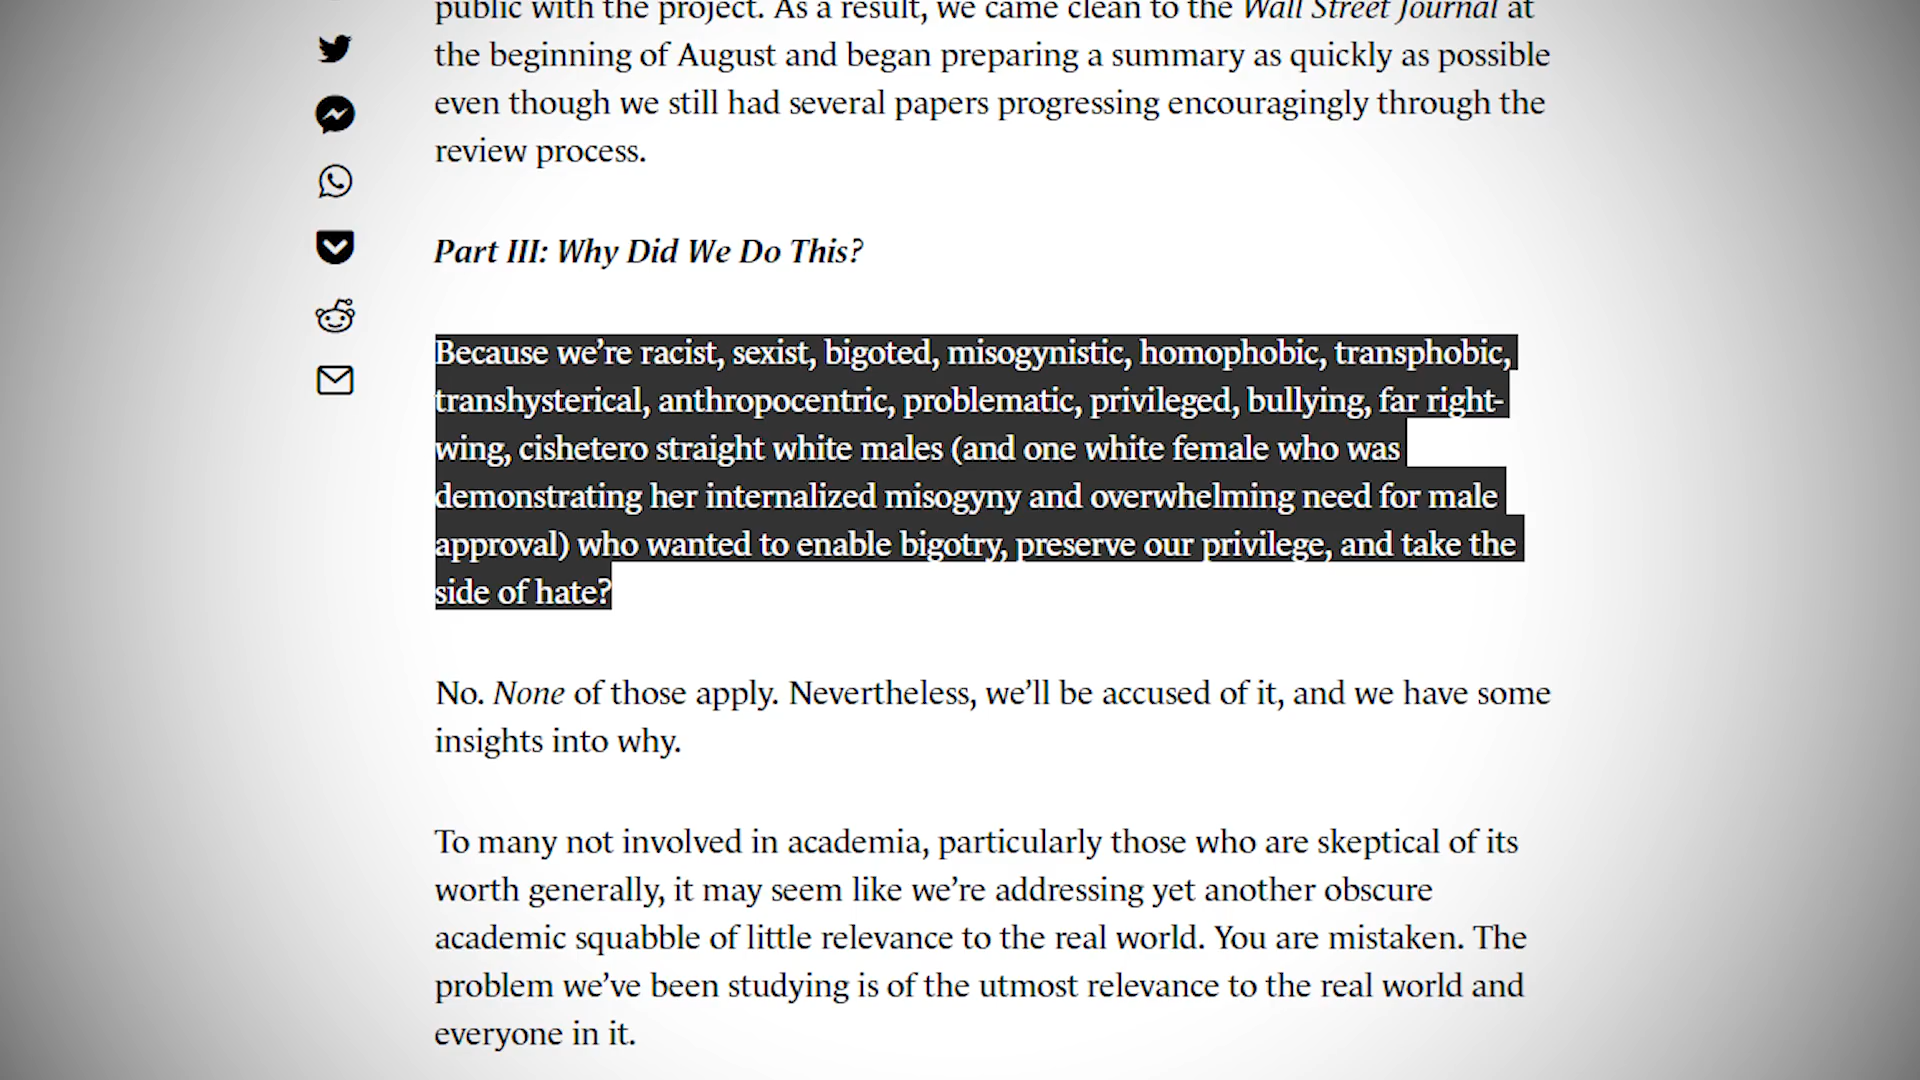 public with the project. As a result, we came clean to the Wall Street Journal at
the beginning of August and began preparing a summary as quickly as possible
even though we still had several papers progressing encouragingly through the
review process.
Part III: Why Did We Do This?
Because we’re racist, sexist, bigoted, misogynistic, homophobic, transphobic,
transhysterical, anthropocentric, problematic, privileged, bullying, far right-
wing, cishetero straight white males (and one white female who was
demonstrating her internalized misogyny and overwhelming need for male
approval) who wanted to enable bigotry, preserve our privilege, and take the
side of hate?
No. None of those apply. Nevertheless, we’ll be accused of it, and we have some
insights into why.
To many not involved in academia, particularly those who are skeptical of its
worth generally, it may seem like we’re addressing yet another obscure
academic squabble of little relevance to the real world. You are mistaken. The
problem we’ve been studying is of the utmost relevance to the real world and
everyone in it.